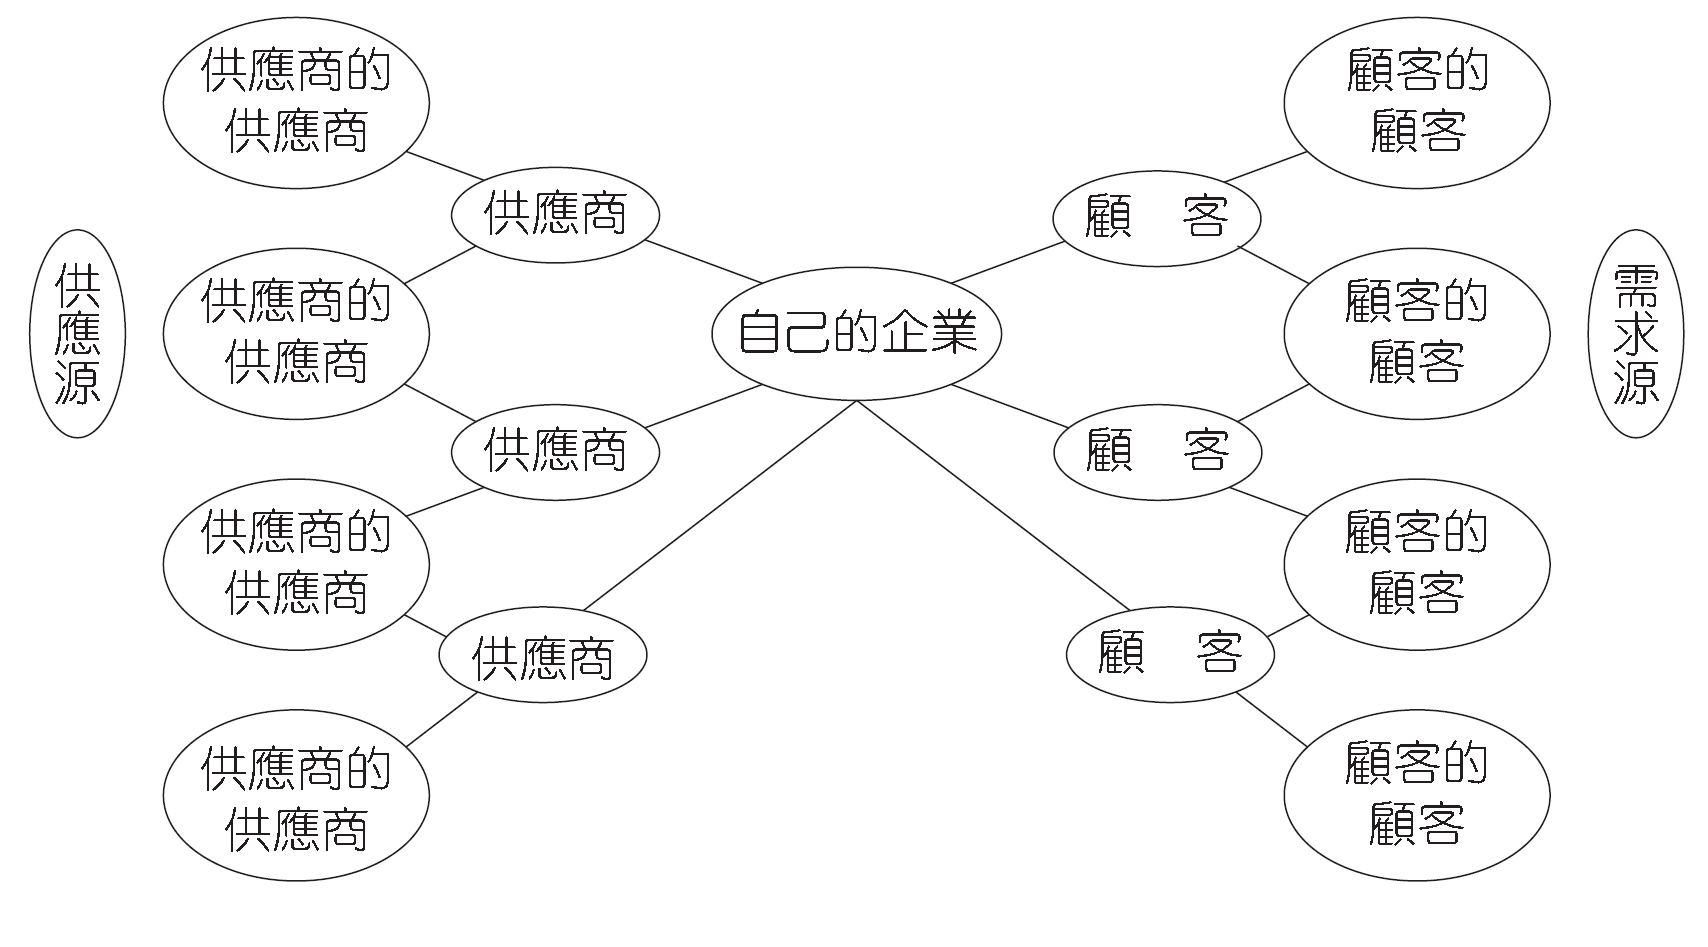 供應源
供應商的
供應商
供應商的
供應商
供應商的
供應商
供應商的
供應商
供應商
供應商
供應商
自己的企業
顧 客
顧 客
顧 客
顧客的
顧客
顧客的
顧客
顧客的
顧客
顧客的
顧客
需求源